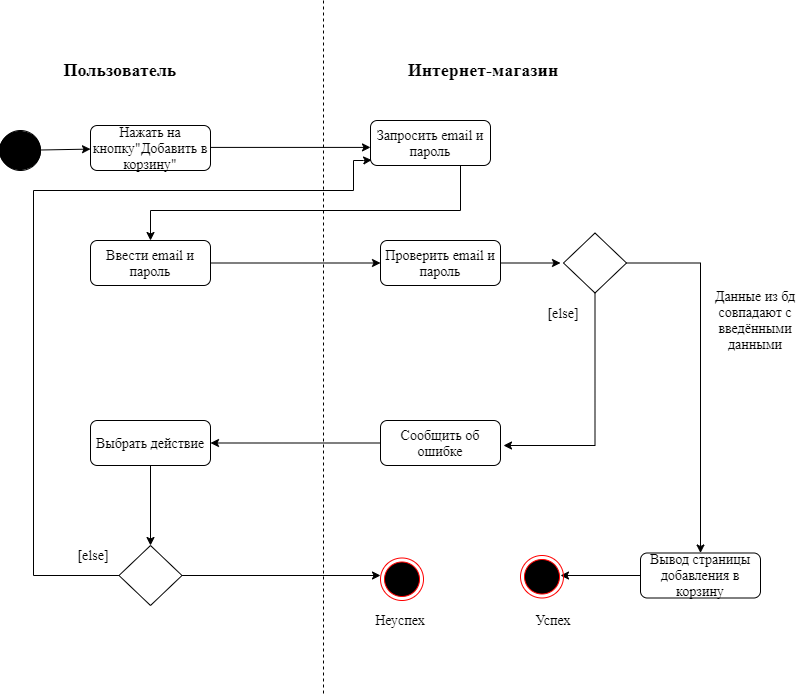 Пользователь
Интернет-магазин
Нажать на
кнопку"Добавить в
корзину"
Запросить email и
пароль
Ввести email и
пароль
Проверить email и
пароль
[else]
Данные из бд
совпадают с
введёнными
данными
Выбрать действие
Сообщить об
ошибке
[else]
Вывод страницы
добавления в
корзину
Неуспех
Успех